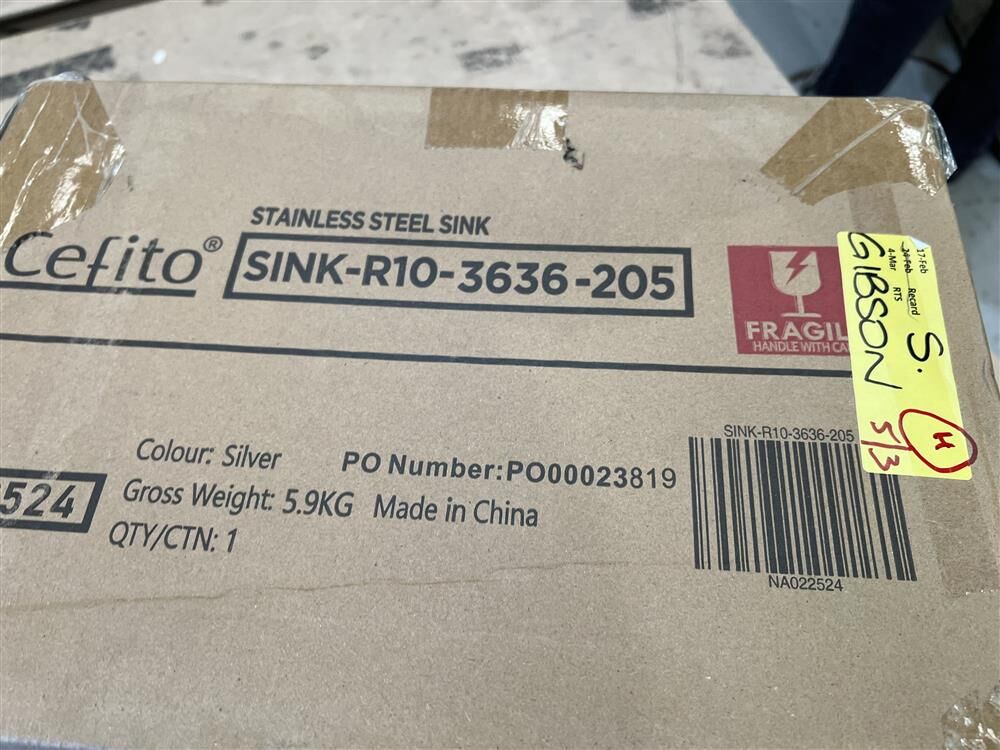 STAINLESS STEEL SINK
Cefito®
SINK-R10-3636-205
FRAGIL
HANDLE WITH CA
17-Feb
24-Feb Recard
4-Mar RTS
S.
GIBSON
H
5/3
Colour: Silver
PO Number:PO00023819
524
Gross Weight: 5.9KG Made in China
QTY/CTN: 1
SINK-R10-3636-205
NA022524